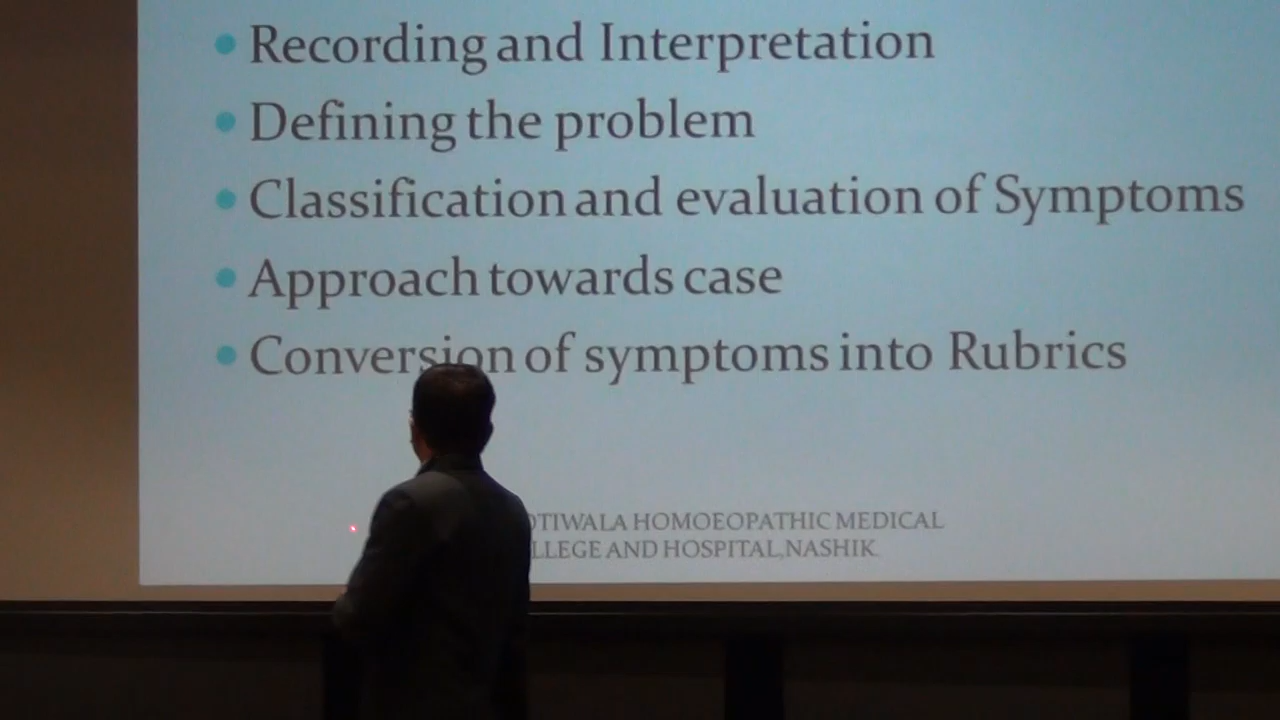 Recording and Interpretation
Defining the problem
Classification and evaluation of Symptoms
Approach towards case
Conversion of symptoms into Rubrics
HOMOEOPATHIC MEDICAL
AND HOSPITAL,NASHIK